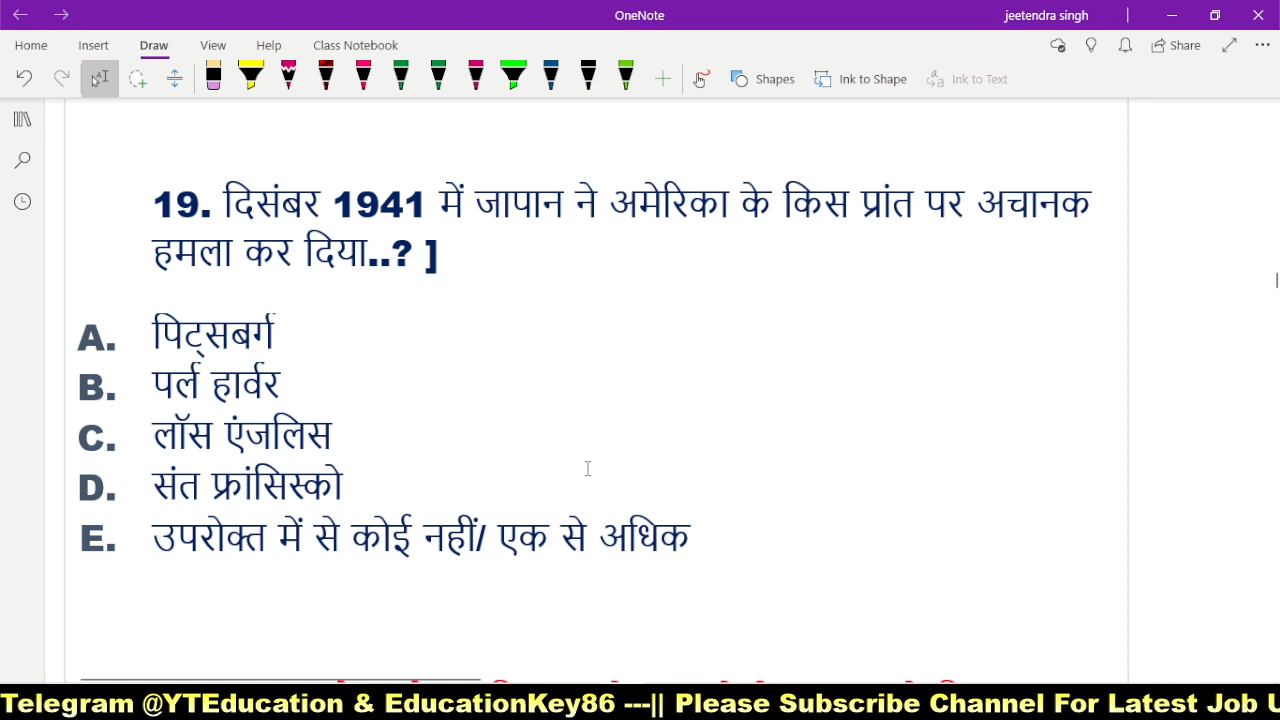 OneNote
jeetendra singh
Home Insert Draw View Help Class Notebook
Share
Shapes Ink to Shape Ink to Text
19. दिसंबर 1941 में जापान ने अमेरिका के किस प्रांत पर अचानक
हमला कर दिया..? ]
A. पिट्सबर्ग
B. पर्ल हार्वर
C. लॉस एंजलिस
D. संत फ्रांसिस्को
E. उपरोक्त में से कोई नहीं/ एक से अधिक
Telegram @YTEducation & EducationKey86 ---|| Please Subscribe Channel For Latest Job U